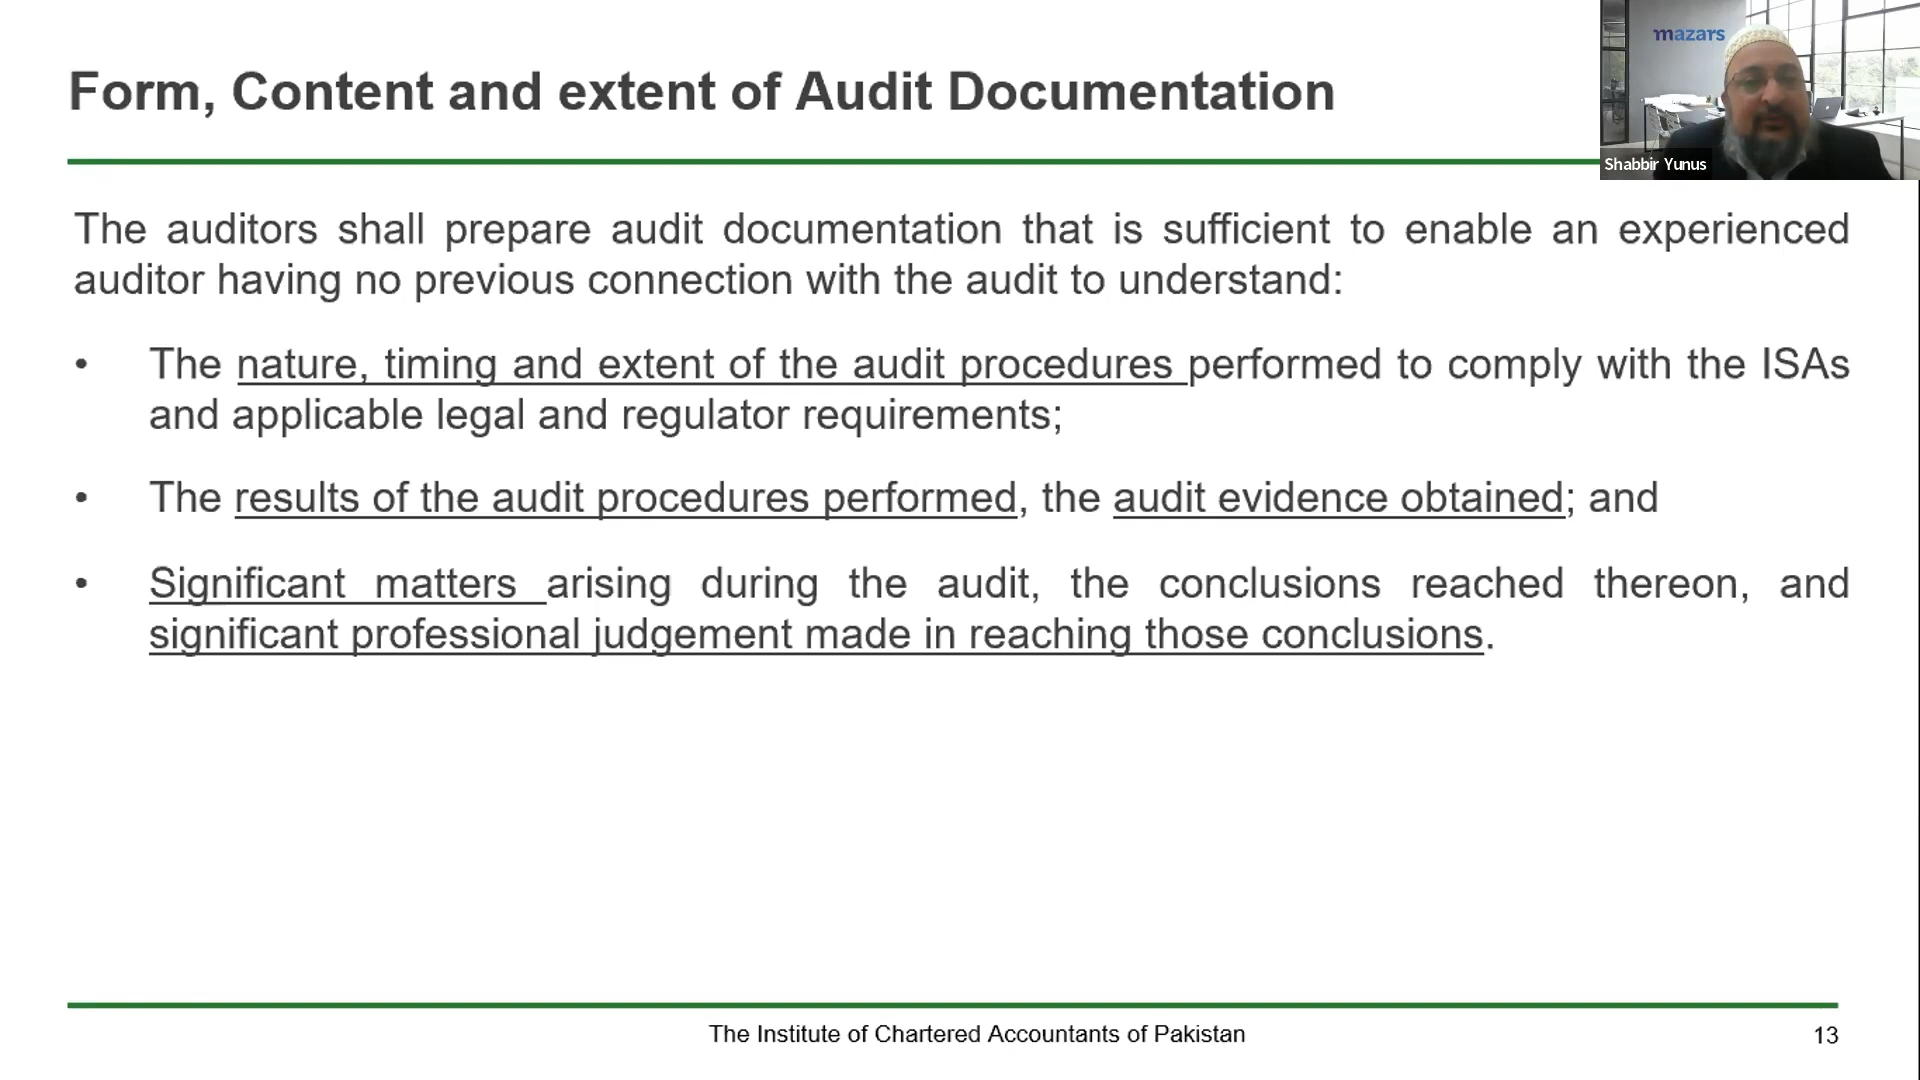 Form, Content and extent of Audit Documentation
mazars
Shabbir Yunus
The auditors shall prepare audit documentation that is sufficient to enable an experienced
auditor having no previous connection with the audit to understand:
• The nature, timing and extent of the audit procedures performed to comply with the ISAs
and applicable legal and regulator requirements;
• The results of the audit procedures performed, the audit evidence obtained; and
• Significant matters arising during the audit, the conclusions reached thereon, and
significant professional judgement made in reaching those conclusions.
The Institute of Chartered Accountants of Pakistan
13